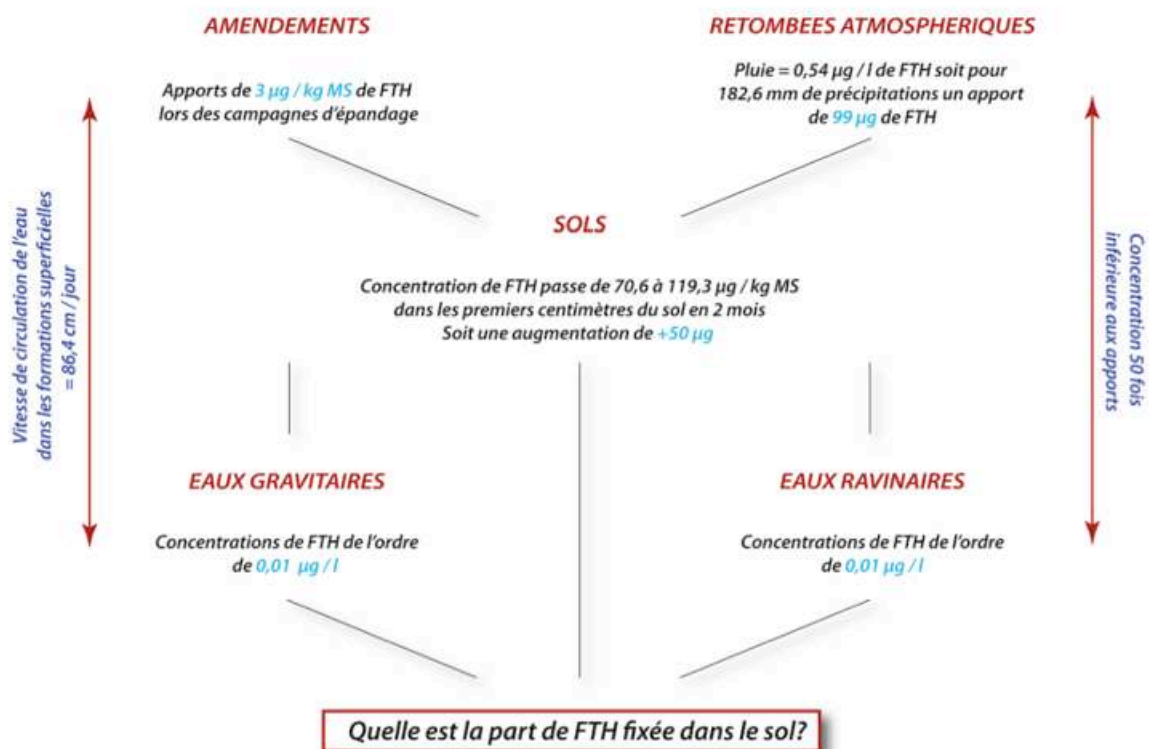 AMENDEMENTS
Apports de 3 µg / kg MS de FTH
lors des campagnes d’épandage
RETOMBEES ATMOSPHERIQUES
Pluie = 0,54 µg / l de FTH soit pour
182,6 mm de précipitations un apport
de 99 µg de FTH
Vitesse de circulation de l’eau
dans les formations superficielles
= 86,4 cm / jour
SOLS
Concentration de FTH passe de 70,6 à 119,3 µg / kg MS
dans les premiers centimètres du sol en 2 mois
Soit une augmentation de +50 µg
Concentration 50 fois
inférieure aux apports
EAUX GRAVITAIRES
Concentrations de FTH de l’ordre
de 0,01 µg / l
EAUX RAVINAIRES
Concentrations de FTH de l’ordre
de 0,01 µg / l
Quelle est la part de FTH fixée dans le sol?